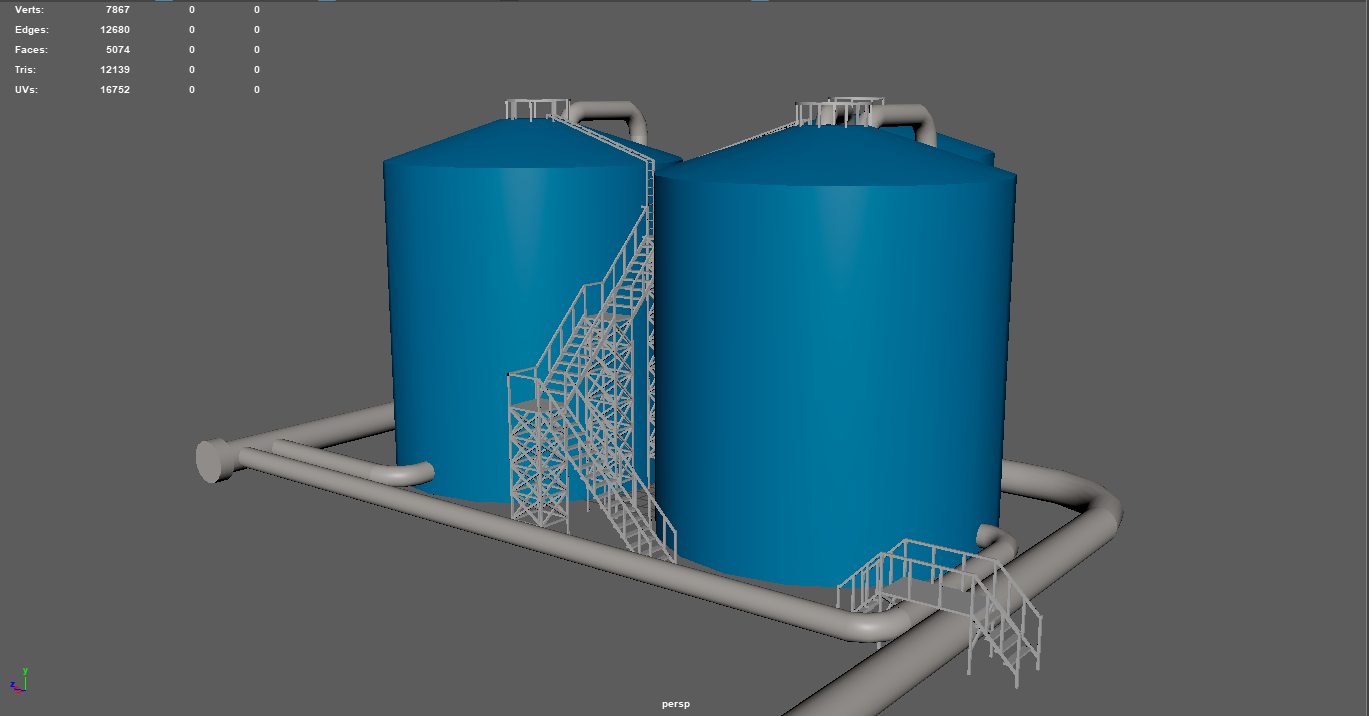 Verts: 7867 0 0
Edges: 12680 0 0
Faces: 5074 0 0
Tris: 12139 0 0
UVs: 16752 0 0
y
z
persp